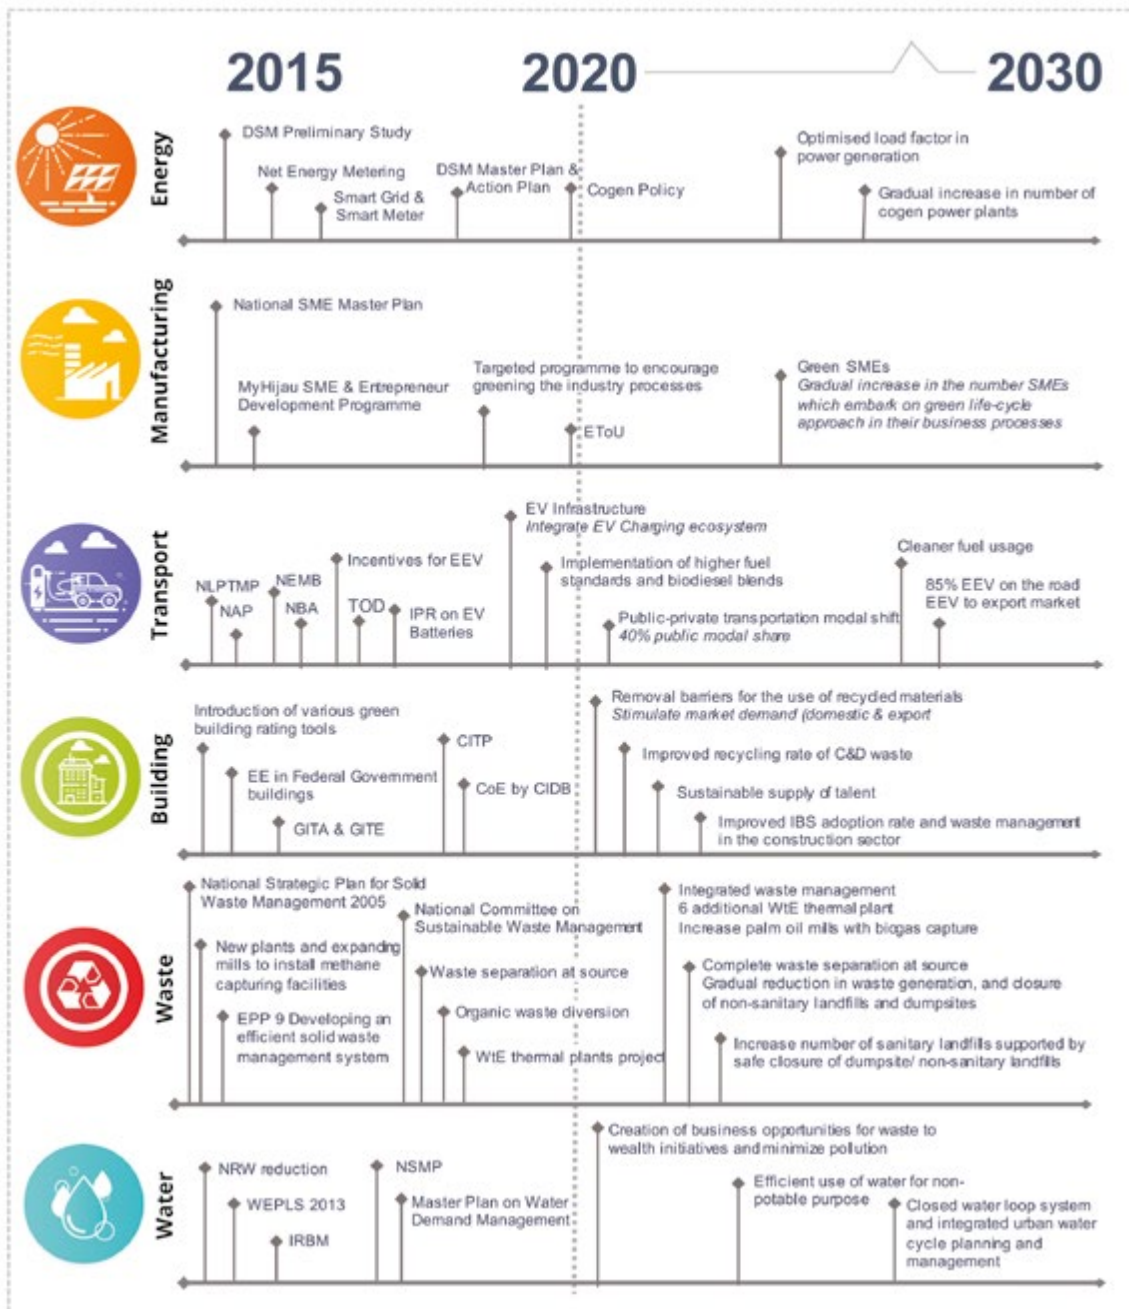 2015
2020
2030
Energy
DSM Preliminary Study
Net Energy Metering
Smart Grid &
Smart Meter
DSM Master Plan &
Action Plan
Cogen Policy
Optimised load factor in
power generation
Gradual increase in number of
cogen power plants
Manufacturing
National SME Master Plan
MyHijau SME & Entrepreneur
Development Programme
Targeted programme to encourage
greening the industry processes
EToU
Green SMEs
Gradual increase in the number SMEs
which embark on green life-cycle
approach in their business processes
Transport
NLPTMP
NAP
NEMB
NBA
Incentives for EEV
TOD
IPR on EV
Batteries
EV Infrastructure
Integrate EV Charging ecosystem
Implementation of higher fuel
standards and biodiesel blends
Public-private transportation modal shift
40% public modal share
Cleaner fuel usage
85% EEV on the road
EEV to export market
Building
Introduction of various green
building rating tools
EE in Federal Government
buildings
GITA & GITE
CITP
CoE by CIDB
Removal barriers for the use of recycled materials
Stimulate market demand (domestic & export
Improved recycling rate of C&D waste
Sustainable supply of talent
Improved IBS adoption rate and waste management
in the construction sector
Waste
National Strategic Plan for Solid
Waste Management 2005
New plants and expanding
mills to install methane
capturing facilities
EPP 9 Developing an
efficient solid waste
management system
National Committee on
Sustainable Waste Management
Waste separation at source
Organic waste diversion
WtE thermal plants project
Integrated waste management
6 additional WtE thermal plant
Increase palm oil mills with biogas capture
Complete waste separation at source
Gradual reduction in waste generation, and closure
of non-sanitary landfills and dumpsites
Increase number of sanitary landfills supported by
safe closure of dumpsite/ non-sanitary landfills
Water
NRW reduction
WEPLS 2013
IRBM
NSMP
Master Plan on Water
Demand Management
Creation of business opportunities for waste to
wealth initiatives and minimize pollution
Efficient use of water for non-
potable purpose
Closed water loop system
and integrated urban water
cycle planning and
management